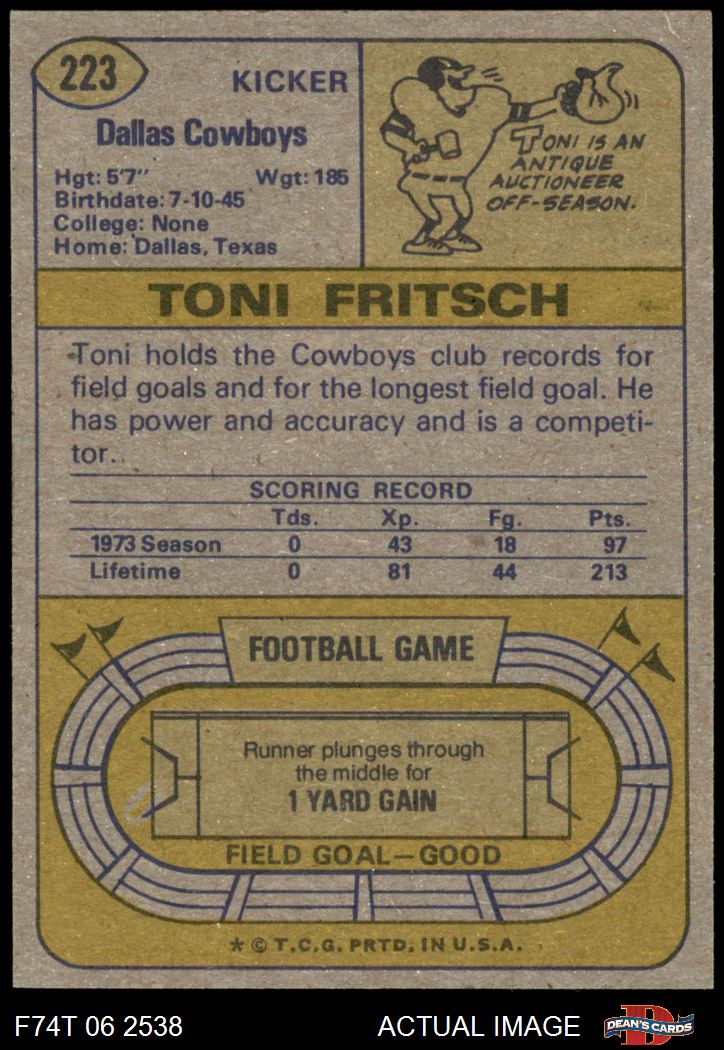 223
KICKER
Dallas Cowboys
Hgt: 5'7" Wgt: 185
Birthdate: 7-10-45
College: None
Home: Dallas, Texas
TONI IS AN
ANTIQUE
AUCTIONEER
OFF-SEASON.
TONI FRITSCH
Toni holds the Cowboys club records for
field goals and for the longest field goal. He
has power and accuracy and is a competi-
tor.
SCORING RECORD
Tds. Xp. Fg. Pts.
1973 Season 0 43 18 97
Lifetime 0 81 44 213
FOOTBALL GAME
Runner plunges through
the middle for
1 YARD GAIN
FIELD GOAL—GOOD
* © T.C.G. PRTD. IN U.S.A.
F74T 06 2538 ACTUAL IMAGE D DEAN'S CARDS